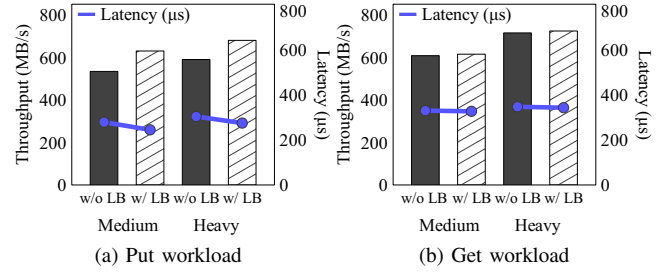 Latency (μs)
Throughput (MB/s)
800
600
400
200
0
800
600
400
200
0
Latency (μs)
w/o LB w/ LB w/o LB w/ LB
Medium Heavy
(a) Put workload
Latency (μs)
Throughput (MB/s)
800
600
400
200
0
800
600
400
200
0
Latency (μs)
w/o LB w/ LB w/o LB w/ LB
Medium Heavy
(b) Get workload